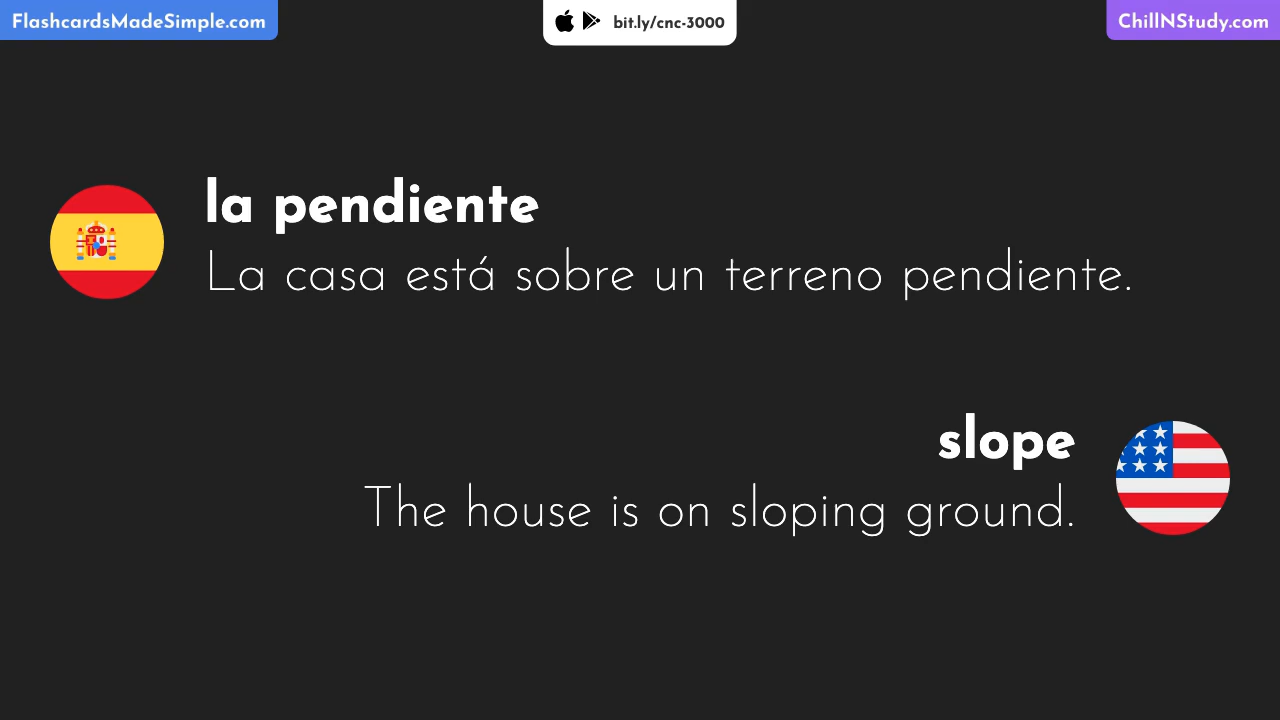 FlashcardsMadeSimple.com
bit.ly/cnc-3000
ChillNStudy.com
la pendiente
La casa está sobre un terreno pendiente.
slope
The house is on sloping ground.